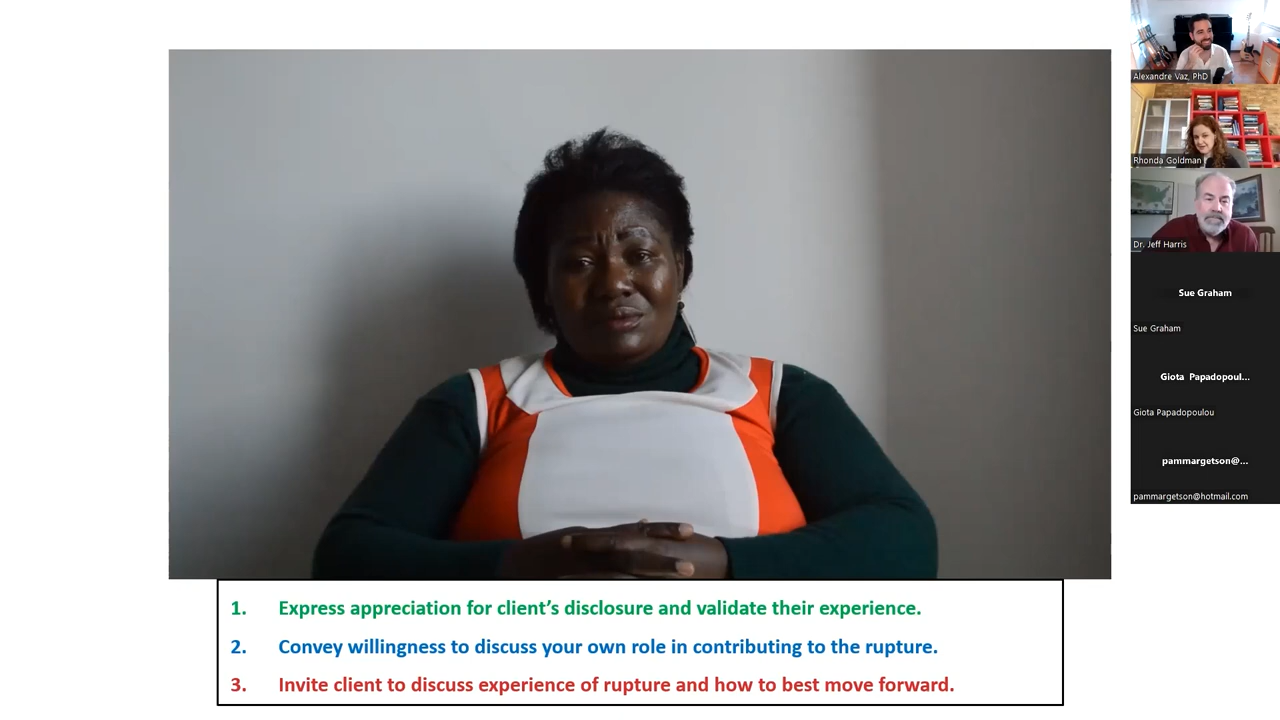 1. Express appreciation for client's disclosure and validate their experience.
2. Convey willingness to discuss your own role in contributing to the rupture.
3. Invite client to discuss experience of rupture and how to best move forward.
Alexandre Vaz, PhD
Rhonda Goldman
Dr. Jeff Harris
Sue Graham
Sue Graham
Giota Papadopoul...
Giota Papadopoulou
pammargetson@...
pammargetson@hotmail.com